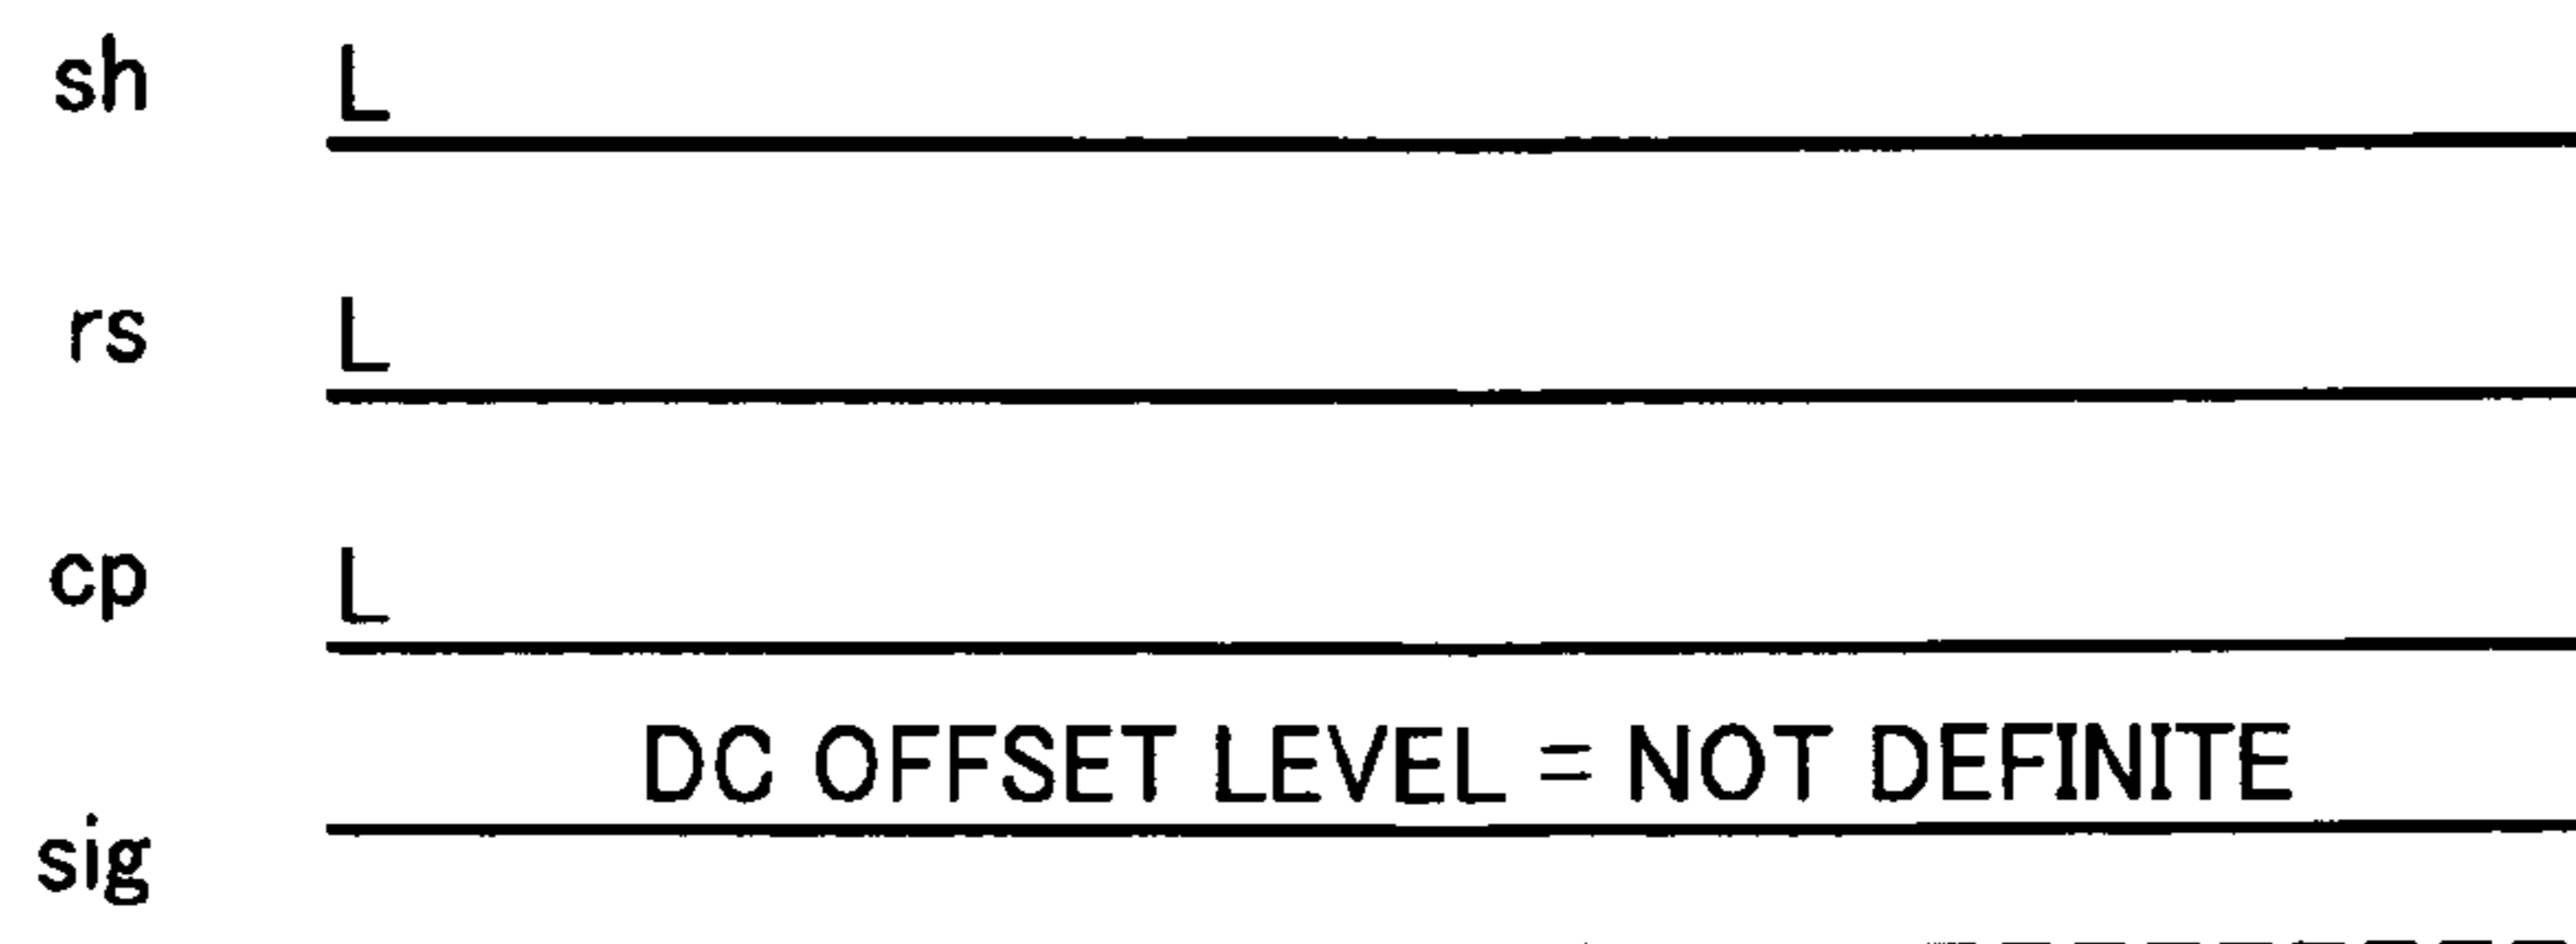 sh L
rs L
cp L
DC OFFSET LEVEL = NOT DEFINITE
sig